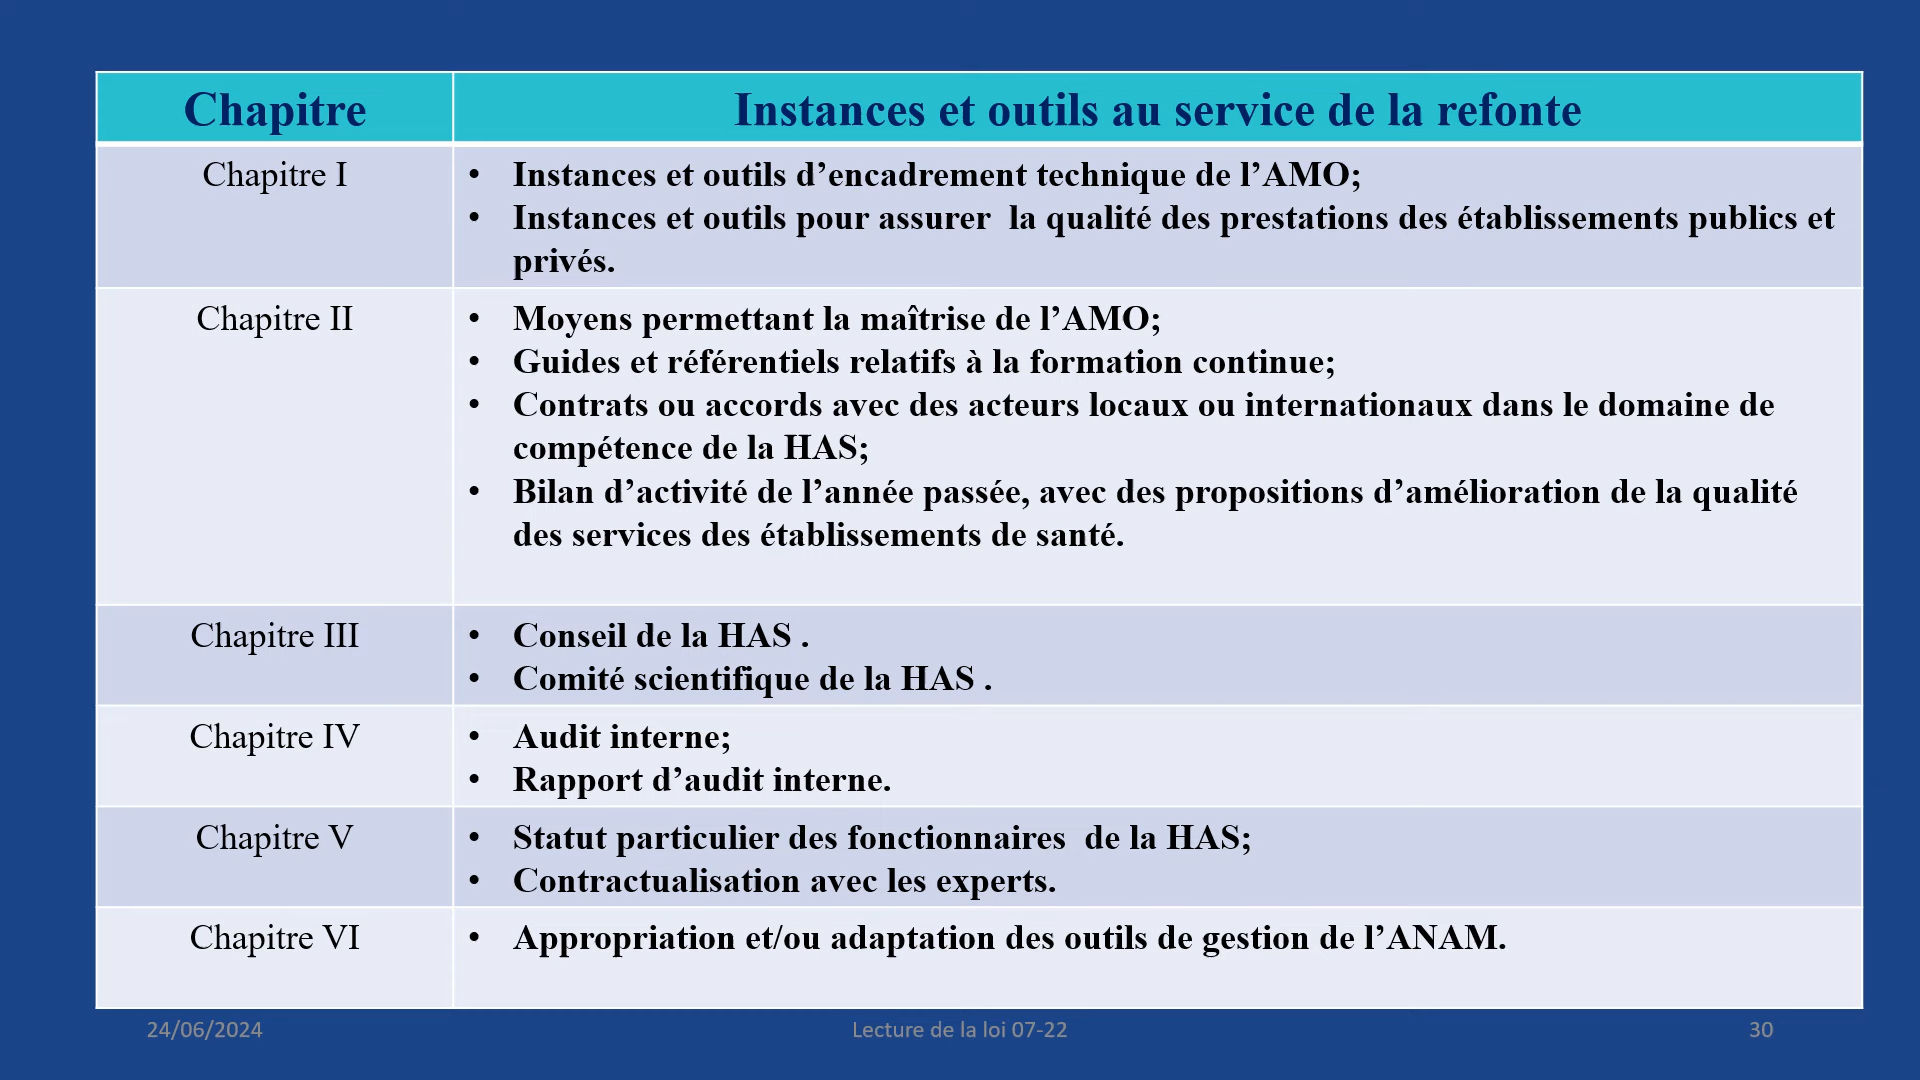 Chapitre
Instances et outils au service de la refonte
Chapitre I
• Instances et outils d’encadrement technique de l’AMO;
• Instances et outils pour assurer  la qualité des prestations des établissements publics et
privés.
Chapitre II
• Moyens permettant la maîtrise de l’AMO;
• Guides et référentiels relatifs à la formation continue;
• Contrats ou accords avec des acteurs locaux ou internationaux dans le domaine de
compétence de la HAS;
• Bilan d’activité de l’année passée, avec des propositions d’amélioration de la qualité
des services des établissements de santé.
Chapitre III
• Conseil de la HAS .
• Comité scientifique de la HAS .
Chapitre IV
• Audit interne;
• Rapport d’audit interne.
Chapitre V
• Statut particulier des fonctionnaires  de la HAS;
• Contractualisation avec les experts.
Chapitre VI
• Appropriation et/ou adaptation des outils de gestion de l’ANAM.
24/06/2024
Lecture de la loi 07-22
30